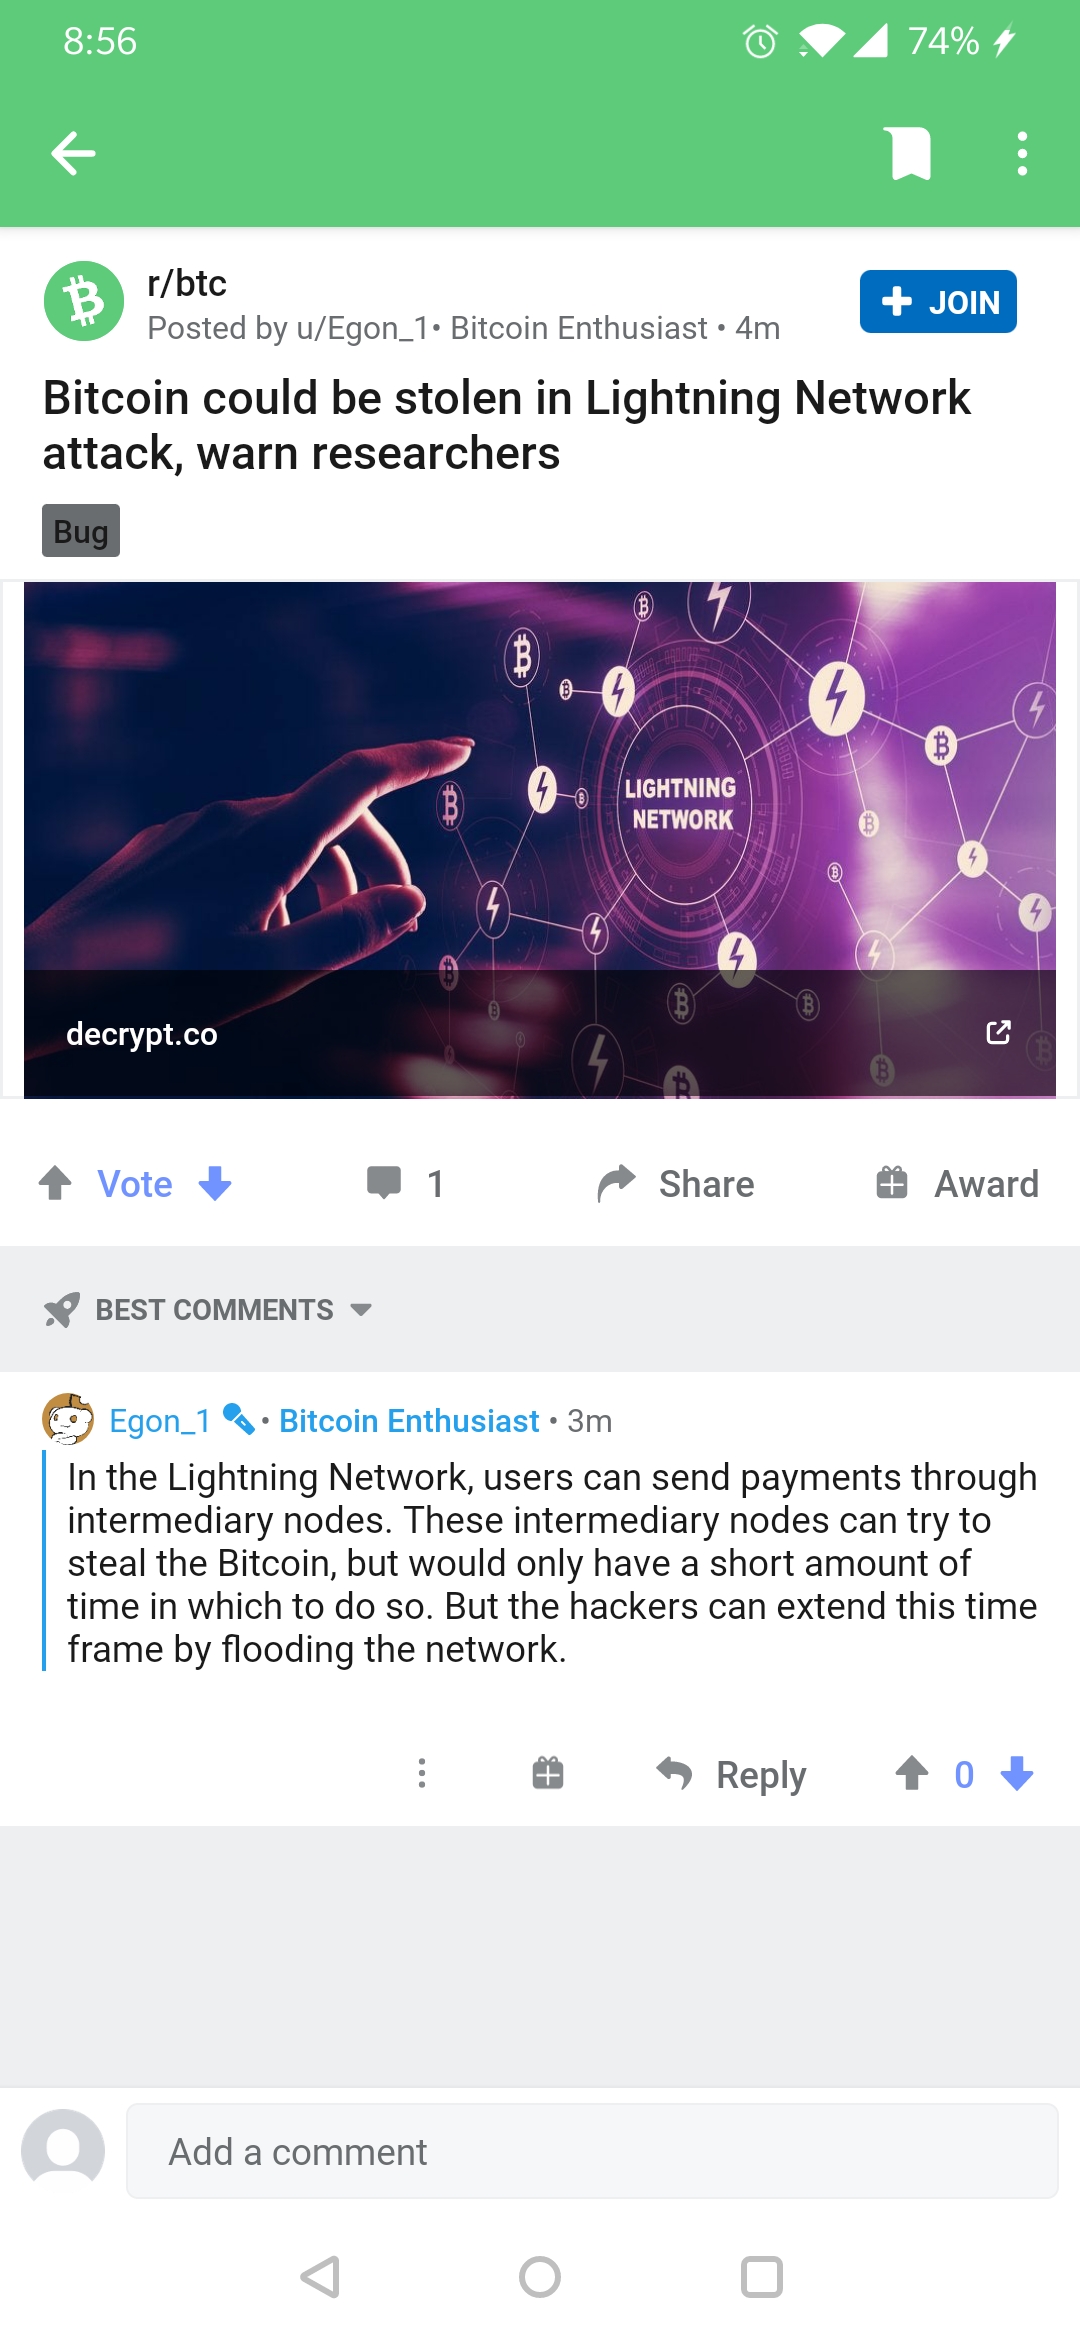 8:56
74%
r/btc
Posted by u/Egon_1• Bitcoin Enthusiast • 4m
+ JOIN
Bitcoin could be stolen in Lightning Network
attack, warn researchers
Bug
LIGHTNING
NETWORK
decrypt.co
Vote
1
Share
Award
BEST COMMENTS
Egon_1 • Bitcoin Enthusiast • 3m
In the Lightning Network, users can send payments through
intermediary nodes. These intermediary nodes can try to
steal the Bitcoin, but would only have a short amount of
time in which to do so. But the hackers can extend this time
frame by flooding the network.
Reply
0
Add a comment